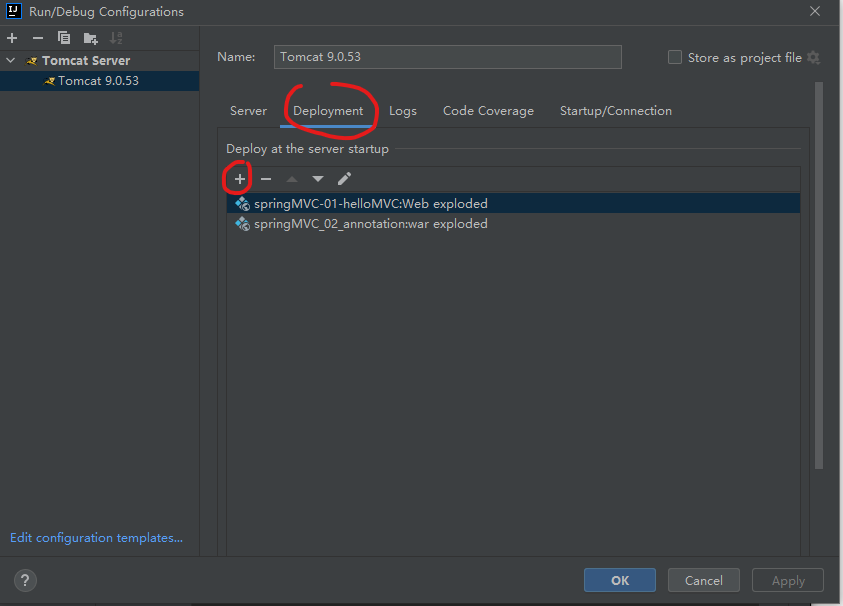 IJ Run/Debug Configurations
Name: Tomcat 9.0.53 Store as project file
Tomcat Server
Tomcat 9.0.53
Server Deployment Logs Code Coverage Startup/Connection
Deploy at the server startup
springMVC-01-helloMVC:Web exploded
springMVC_02_annotation:war exploded
Edit configuration templates...
? OK Cancel Apply